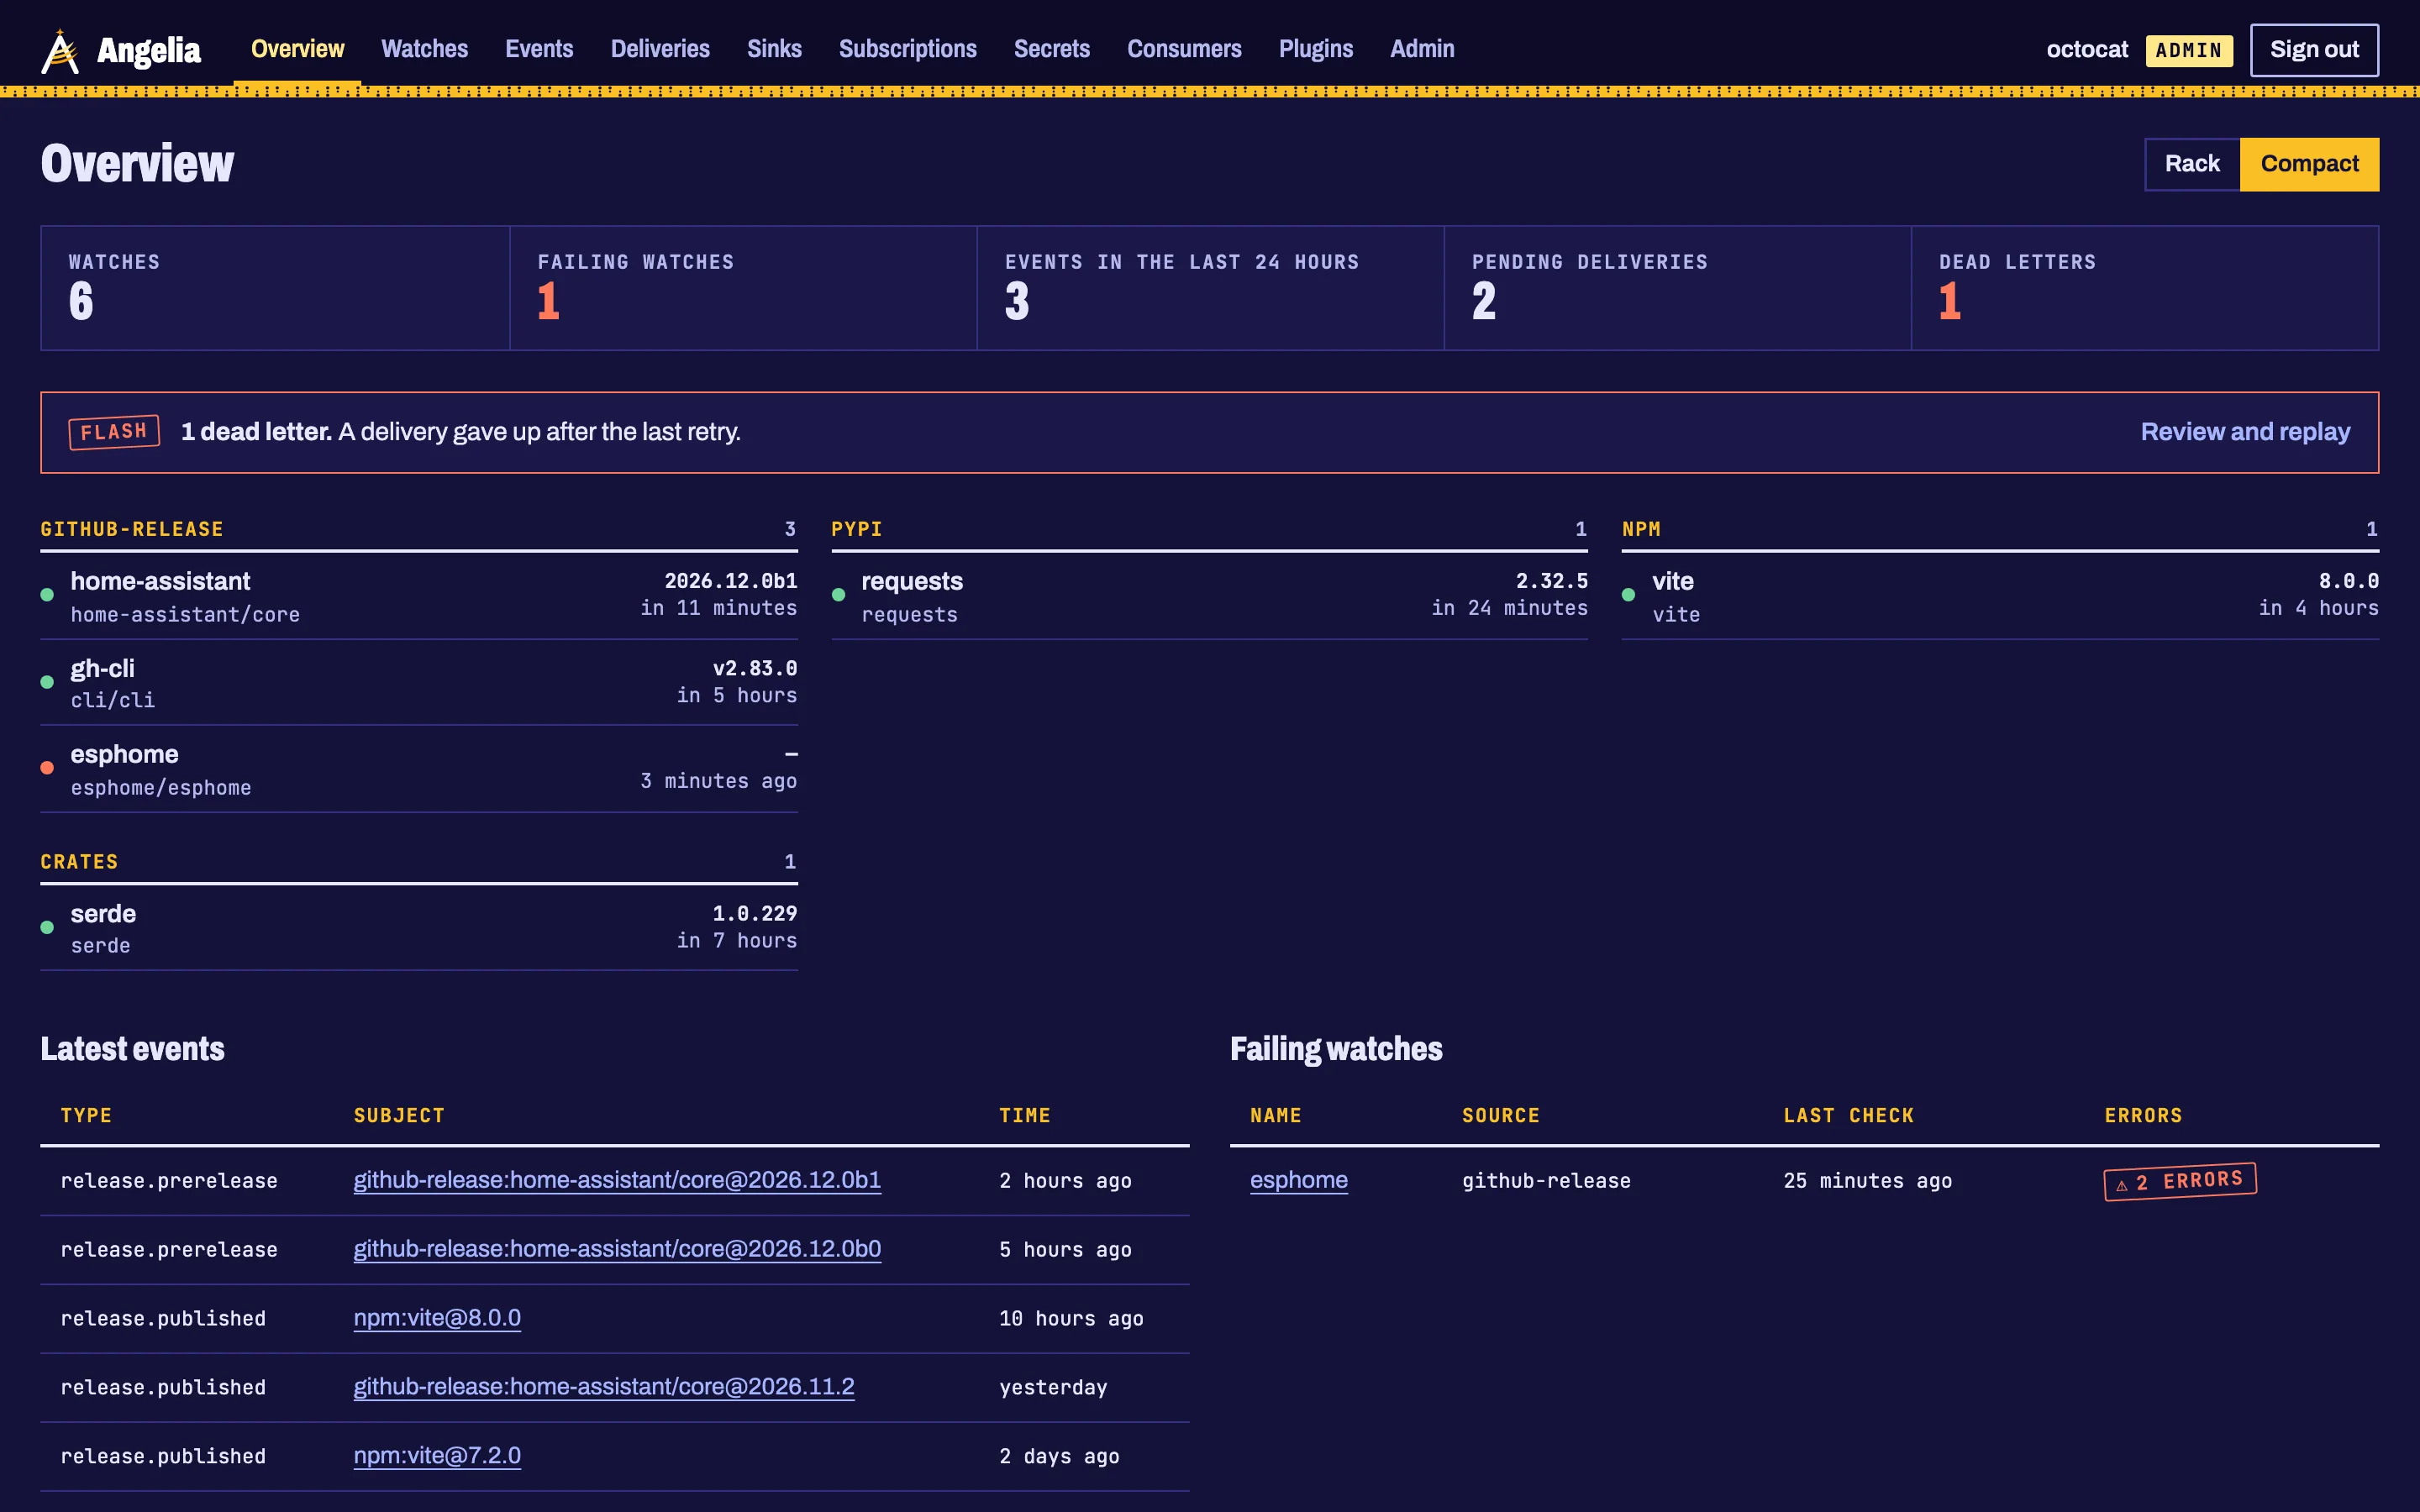 Angelia Overview Watches Events Deliveries Sinks Subscriptions Secrets Consumers Plugins Admin octocat ADMIN Sign out
Overview Rack Compact
WATCHES
6
FAILING WATCHES
1
EVENTS IN THE LAST 24 HOURS
3
PENDING DELIVERIES
2
DEAD LETTERS
1
FLASH 1 dead letter. A delivery gave up after the last retry. Review and replay
GITHUB-RELEASE 3
home-assistant 2026.12.0b1
home-assistant/core in 11 minutes
gh-cli v2.83.0
cli/cli in 5 hours
esphome —
esphome/esphome 3 minutes ago
PYPI 1
requests 2.32.5
requests in 24 minutes
NPM 1
vite 8.0.0
vite in 4 hours
CRATES 1
serde 1.0.229
serde in 7 hours
Latest events
TYPE SUBJECT TIME
release.prerelease github-release:home-assistant/core@2026.12.0b1 2 hours ago
release.prerelease github-release:home-assistant/core@2026.12.0b0 5 hours ago
release.published npm:vite@8.0.0 10 hours ago
release.published github-release:home-assistant/core@2026.11.2 yesterday
release.published npm:vite@7.2.0 2 days ago
Failing watches
NAME SOURCE LAST CHECK ERRORS
esphome github-release 25 minutes ago ⚠ 2 ERRORS